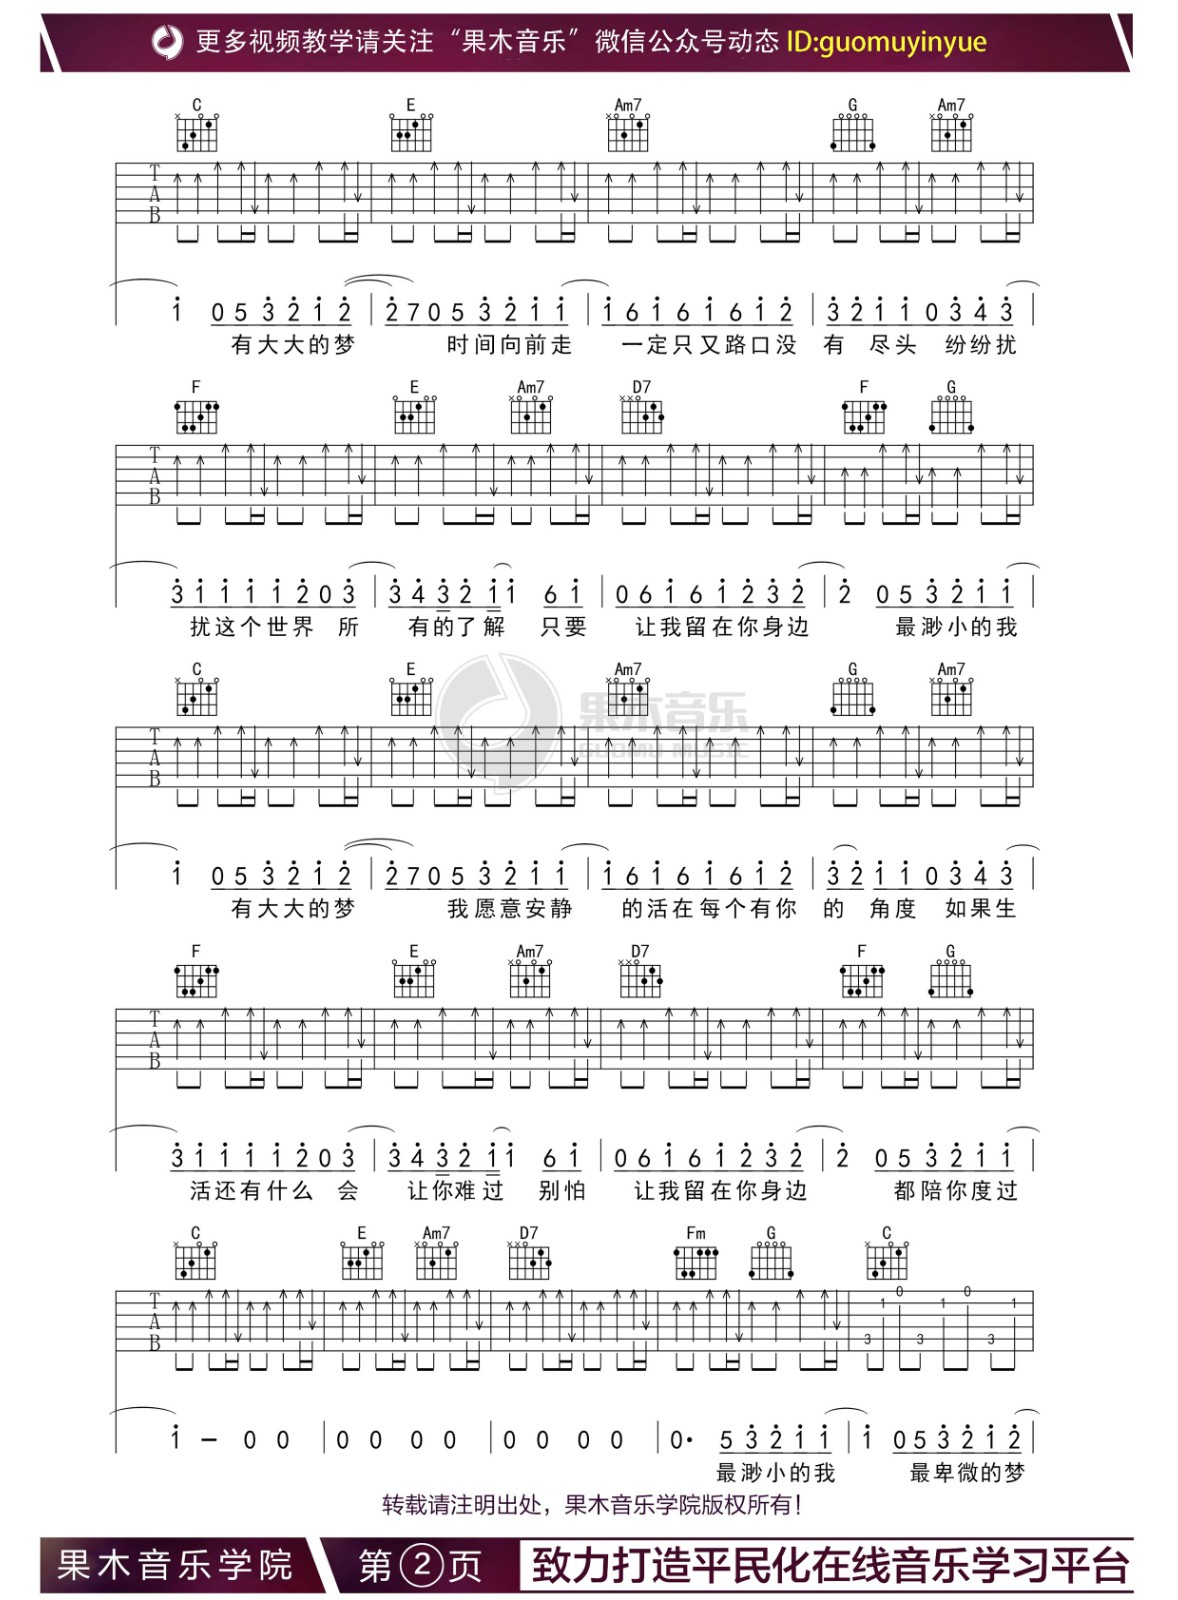 更多视频教学请关注“果木音乐”微信公众号动态 ID:guomuyinyue
C E Am7 G Am7
T
A
B
1 0 5 3 2 1 2 | 2 7 0 5 3 2 1 1 | 1 6 1 6 1 6 1 2 | 3 2 1 1 0 3 4 3
有大大的梦 时间向前走 一定只又路口没 有 尽头 纷纷扰
F E Am7 D7 F G
T
A
B
3 1 1 1 1 2 0 3 | 3 4 3 2 1 1 6 1 | 0 6 1 6 1 2 3 2 | 2 0 5 3 2 1 1
扰这个世界 所 有的了解 只要 让我留在你身边 最渺小的我
C E Am7 G Am7
果木音乐
GUOMU MUSIC
T
A
B
1 0 5 3 2 1 2 | 2 7 0 5 3 2 1 1 | 1 6 1 6 1 6 1 2 | 3 2 1 1 0 3 4 3
有大大的梦 我愿意安静 的活在每个有你 的 角度 如果生
F E Am7 D7 F G
T
A
B
3 1 1 1 1 2 0 3 | 3 4 3 2 1 1 6 1 | 0 6 1 6 1 2 3 2 | 2 0 5 3 2 1 1
活还有什么 会 让你难过 别怕 让我留在你身边 都陪你度过
C E Am7 D7 Fm G C
T
A
B
3 1 0 3 1 0 3 1
1 – 0 0 | 0 0 0 0 | 0 0 0 0 | 0· 5 3 2 1 1 | 1 0 5 3 2 1 2
最渺小的我 最卑微的梦
转载请注明出处，果木音乐学院版权所有！
果木音乐学院 第②页 致力打造平民化在线音乐学习平台